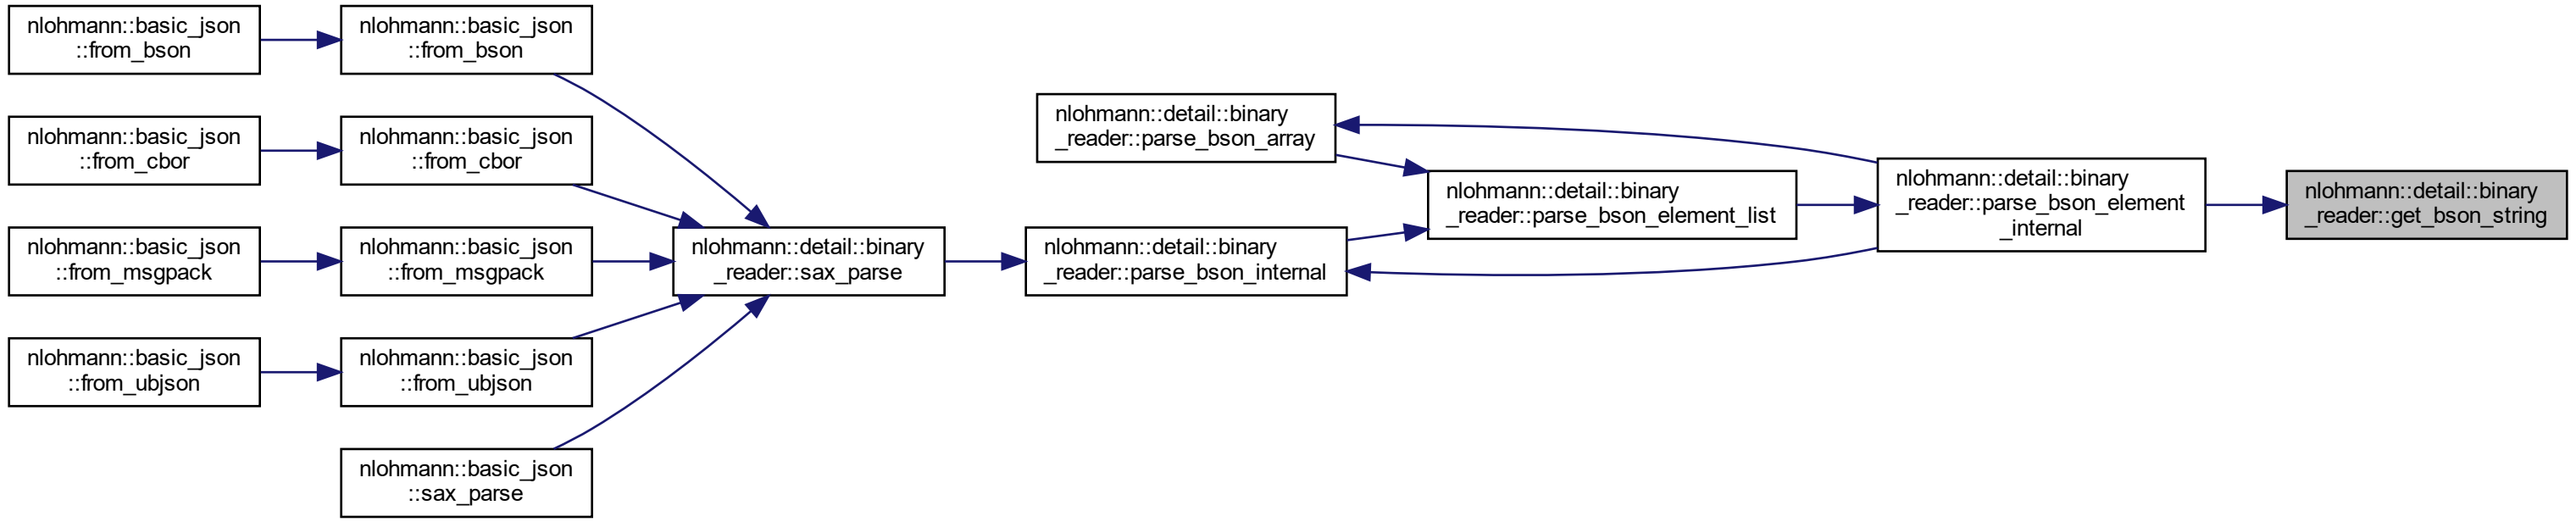 nlohmann::basic_json
::from_bson
nlohmann::basic_json
::from_bson
nlohmann::basic_json
::from_cbor
nlohmann::basic_json
::from_cbor
nlohmann::basic_json
::from_msgpack
nlohmann::basic_json
::from_msgpack
nlohmann::basic_json
::from_ubjson
nlohmann::basic_json
::from_ubjson
nlohmann::basic_json
::sax_parse
nlohmann::detail::binary
_reader::sax_parse
nlohmann::detail::binary
_reader::parse_bson_array
nlohmann::detail::binary
_reader::parse_bson_internal
nlohmann::detail::binary
_reader::parse_bson_element_list
nlohmann::detail::binary
_reader::parse_bson_element
_internal
nlohmann::detail::binary
_reader::get_bson_string